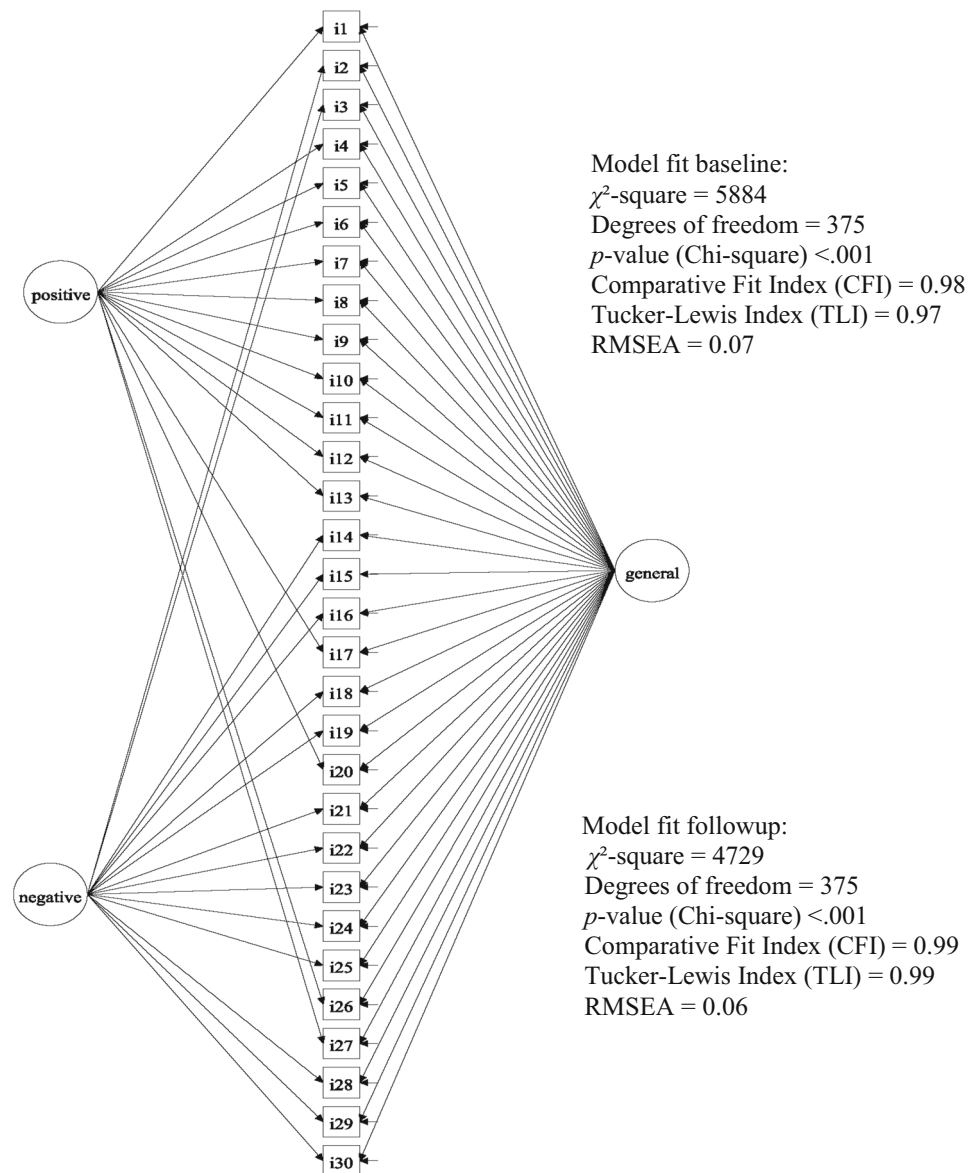 i1
i2
i3
i4
i5
i6
i7
i8
i9
i10
i11
i12
i13
i14
i15
i16
i17
i18
i19
i20
i21
i22
i23
i24
i25
i26
i27
i28
i29
i30
positive
negative
general
Model fit baseline:
χ²-square = 5884
Degrees of freedom = 375
p-value (Chi-square) <.001
Comparative Fit Index (CFI) = 0.98
Tucker-Lewis Index (TLI) = 0.97
RMSEA = 0.07
Model fit followup:
χ²-square = 4729
Degrees of freedom = 375
p-value (Chi-square) <.001
Comparative Fit Index (CFI) = 0.99
Tucker-Lewis Index (TLI) = 0.99
RMSEA = 0.06